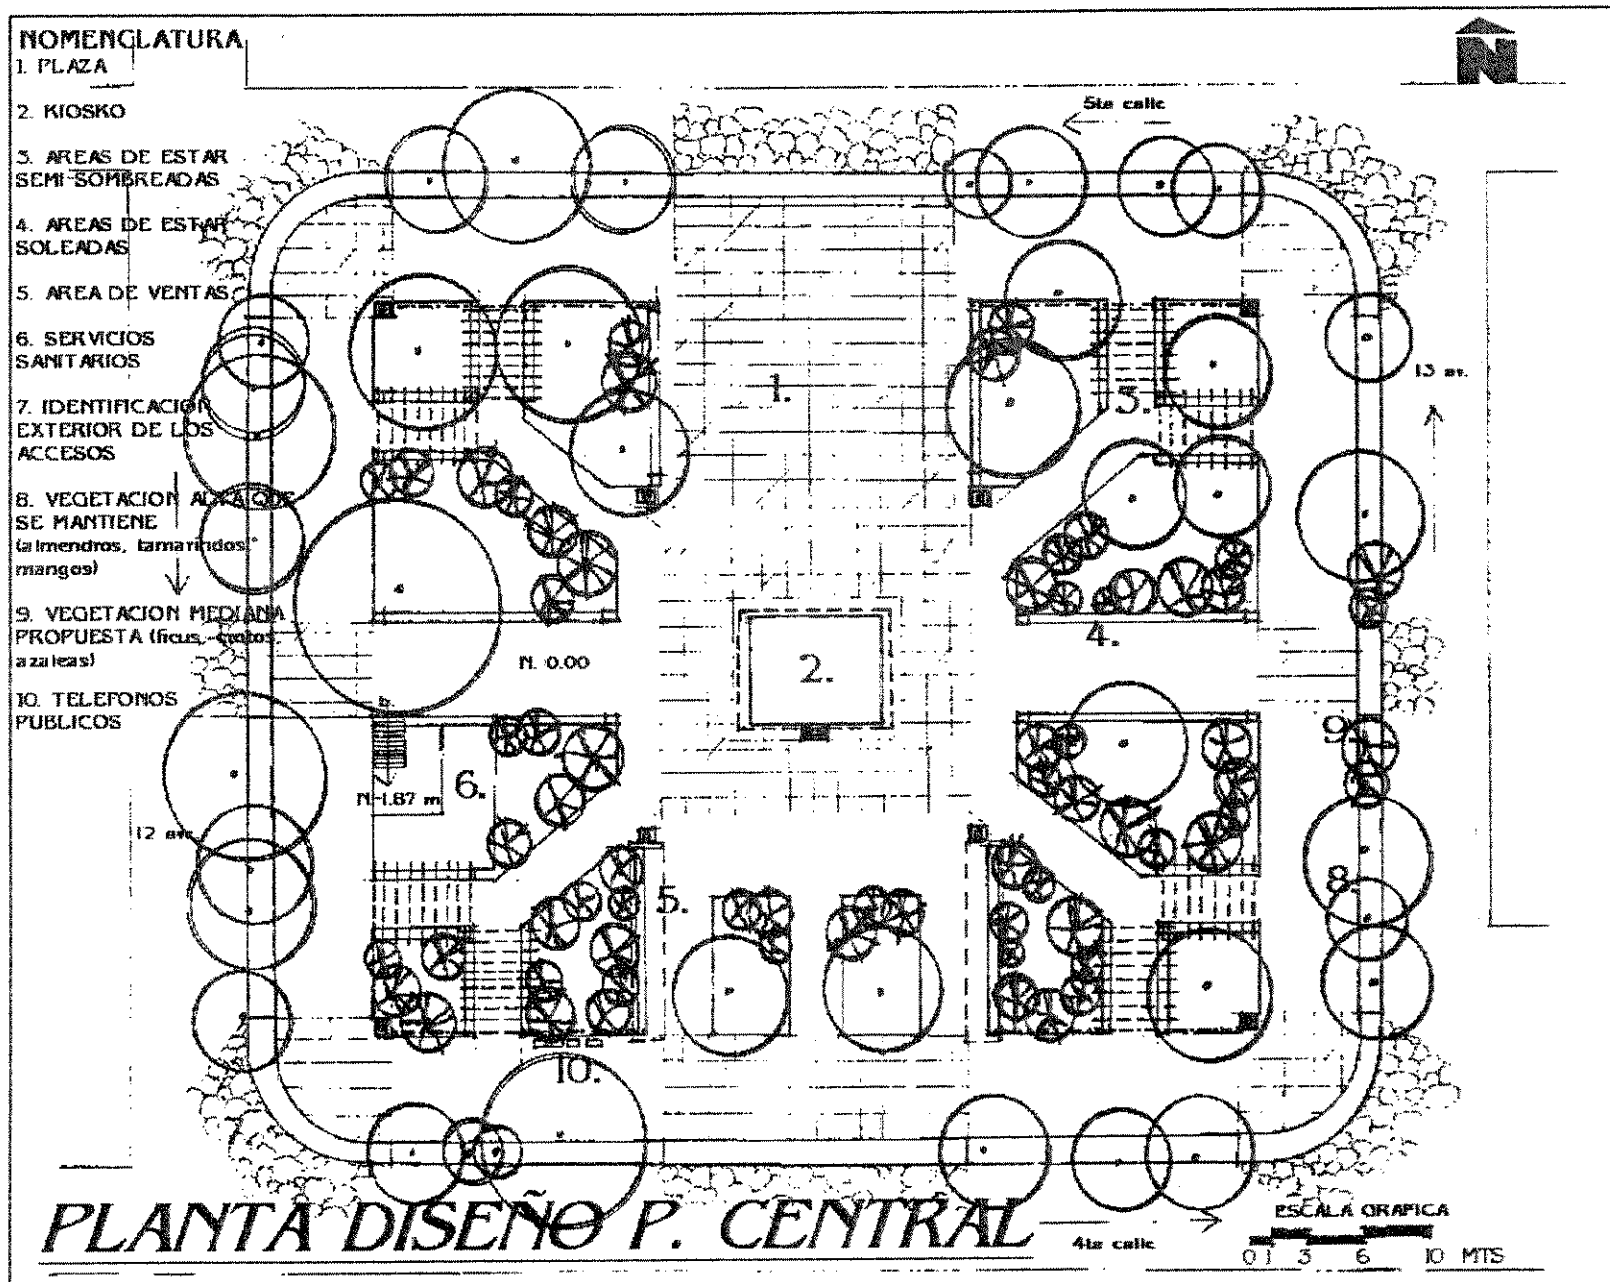 NOMENCLATURA
1. PLAZA
2. KIOSKO
3. AREAS DE ESTAR
SEMI-SOMBREADAS
4. AREAS DE ESTAR
SOLEADAS
5. AREA DE VENTAS
6. SERVICIOS
SANITARIOS
7. IDENTIFICACION
EXTERIOR DE LOS
ACCESOS
8. VEGETACION ALTA QUE
SE MANTIENE
(almendros, tamarindos,
mangos)
9. VEGETACION MEDIANA
PROPUESTA (ficus, crotos,
azaleas)
10. TELEFONOS
PUBLICOS
N
5ta calle
13 av.
1.
3.
4.
2.
N. 0.00
b.
6.
N-1.87 m
12 av.
5.
9
8
10.
7
PLANTA DISEÑO P. CENTRAL
4ta calle
ESCALA GRAFICA
0 1 3 6 10 MTS